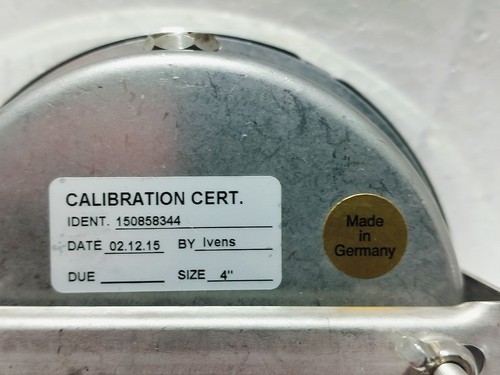 CALIBRATION CERT.
IDENT. 150858344
DATE 02.12.15 BY Ivens
DUE SIZE 4"
Made
in
Germany